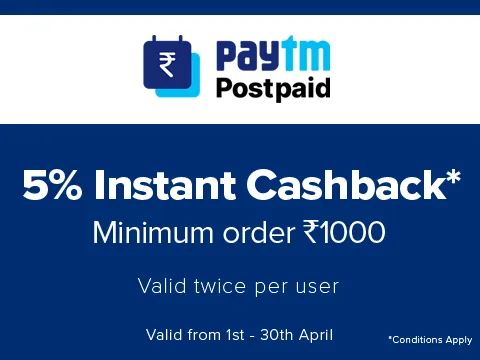 ₹ paytm
Postpaid
5% Instant Cashback*
Minimum order ₹1000
Valid twice per user
Valid from 1st - 30th April
*Conditions Apply